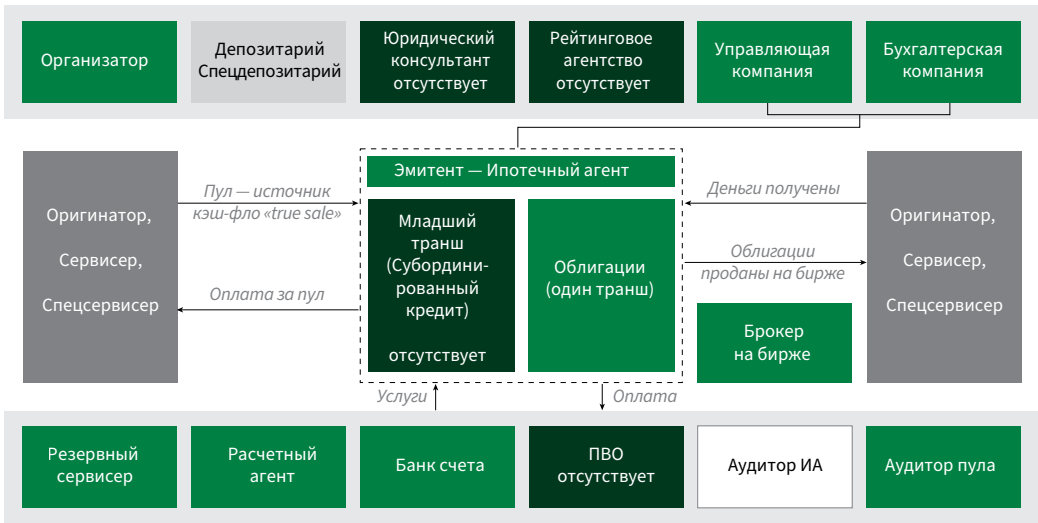 Организатор
Депозитарий
Спецдепозитарий
Юридический
консультант
отсутствует
Рейтинговое
агентство
отсутствует
Управляющая
компания
Бухгалтерская
компания
Оригинатор,
Сервисер,
Спецсервисер
Пул — источник
кэш-фло «true sale»
Оплата за пул
Эмитент — Ипотечный агент
Младший
транш
(Субордини-
рованный
кредит)
отсутствует
Облигации
(один транш)
Деньги получены
Облигации
проданы на бирже
Брокер
на бирже
Оригинатор,
Сервисер,
Спецсервисер
Услуги
Оплата
Резервный
сервисер
Расчетный
агент
Банк счета
ПВО
отсутствует
Аудитор ИА
Аудитор пула